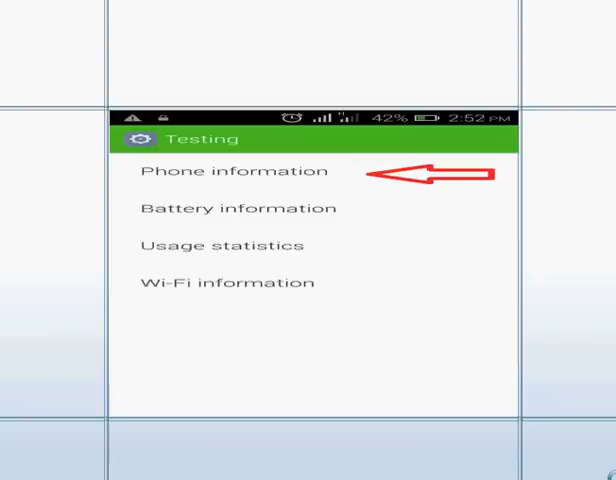 42% 2:52 PM
Testing
Phone information
Battery information
Usage statistics
Wi-Fi information